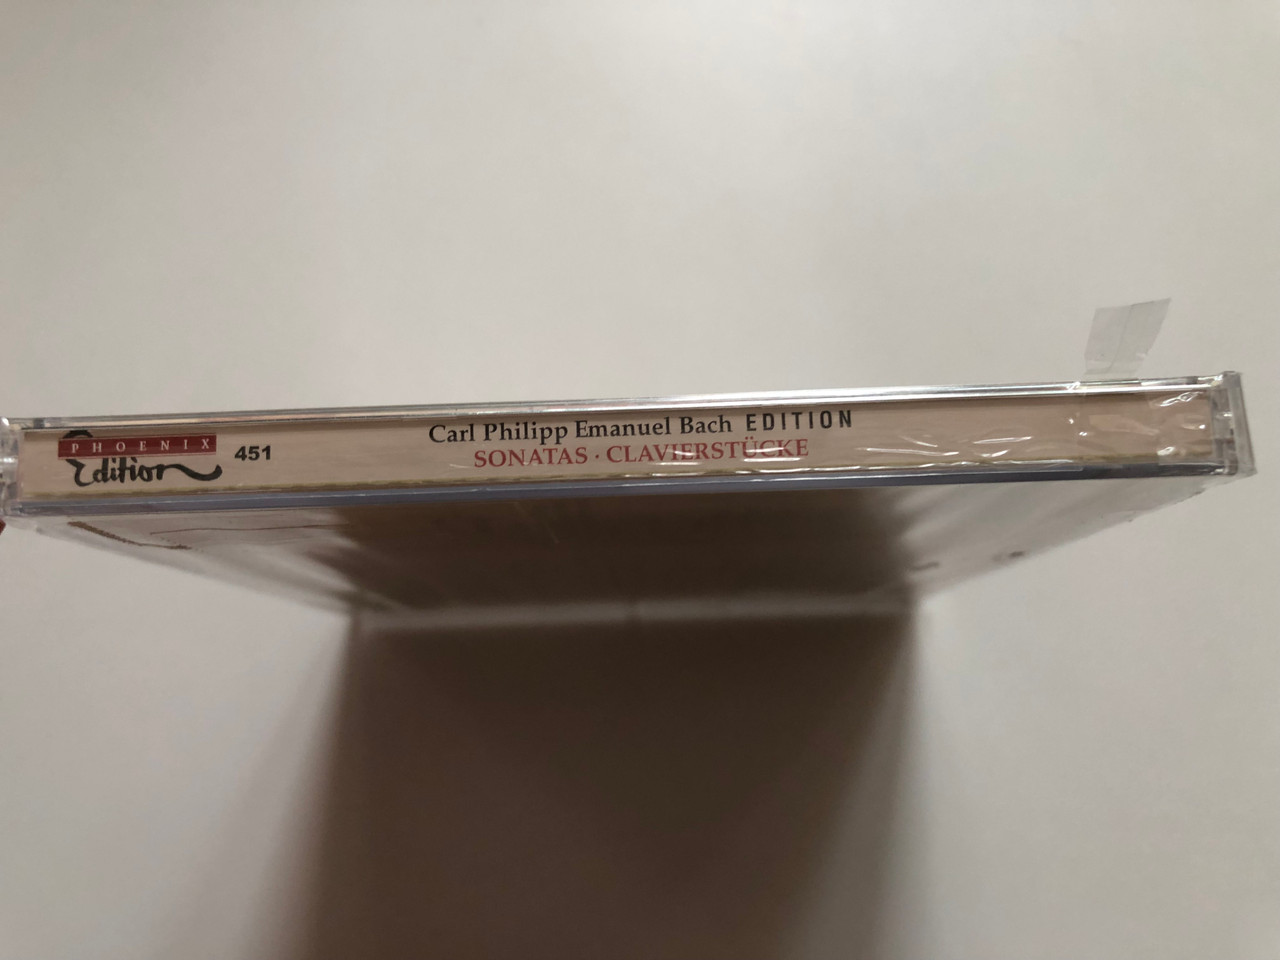 PHOENIX
Edition
451
Carl Philipp Emanuel Bach EDITION
SONATAS · CLAVIERSTÜCKE